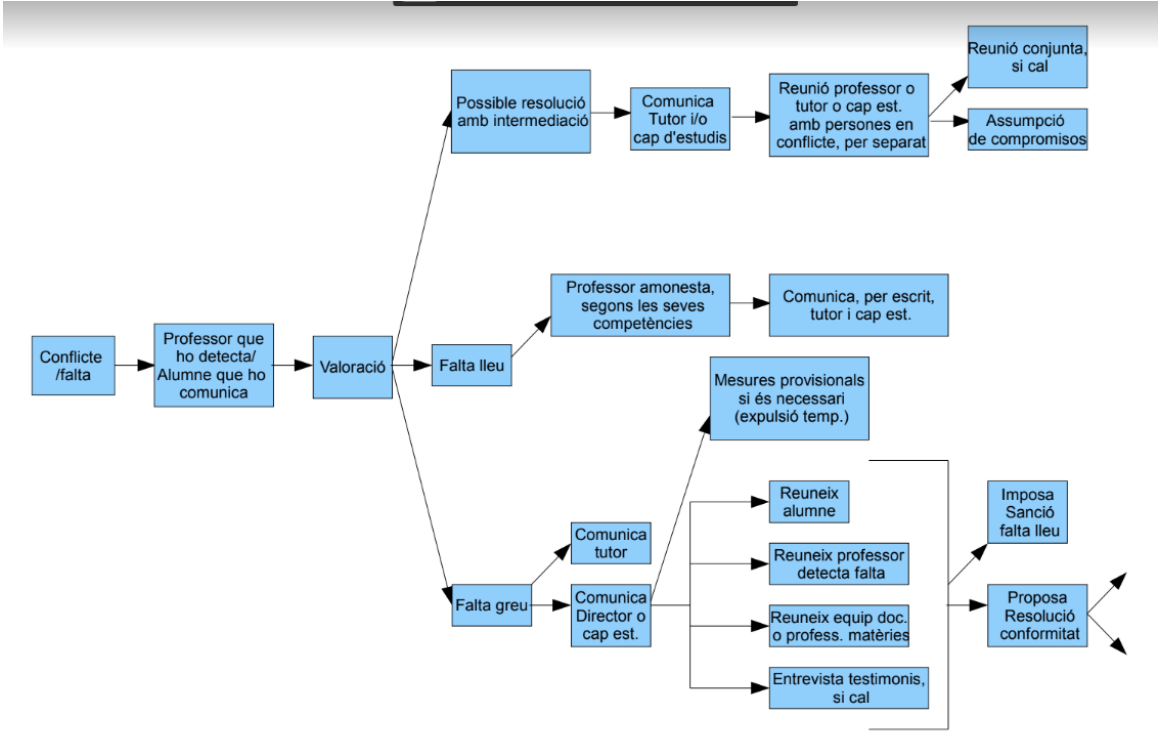 Conflicte
/falta
Professor que
ho detecta/
Alumne que ho
comunica
Valoració
Possible resolució
amb intermediació
Comunica
Tutor i/o
cap d'estudis
Reunió professor o
tutor o cap est.
amb persones en
conflicte, per separat
Reunió conjunta,
si cal
Assumpció
de compromisos
Falta lleu
Professor amonesta,
segons les seves
competències
Comunica, per escrit,
tutor i cap est.
Falta greu
Comunica
tutor
Comunica
Director o
cap est.
Mesures provisionals
si és necessari
(expulsió temp.)
Reuneix
alumne
Reuneix professor
detecta falta
Reuneix equip doc.
o profess. matèries
Entrevista testimonis,
si cal
Imposa
Sanció
falta lleu
Proposa
Resolució
conformitat